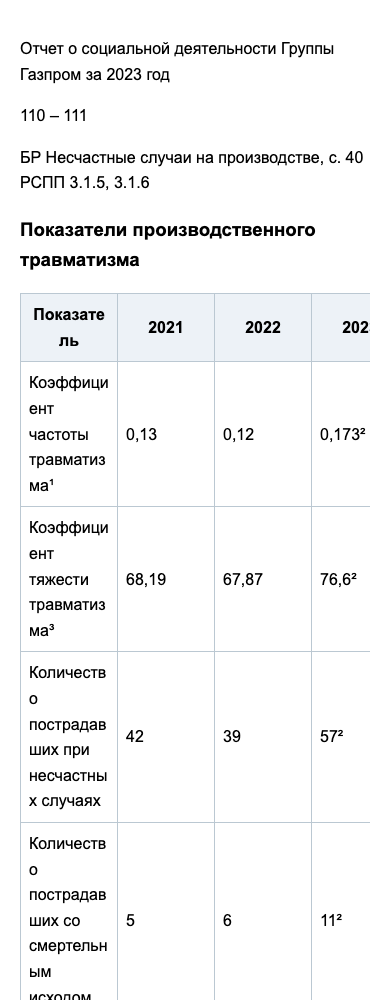 Отчет о социальной деятельности Группы
Газпром за 2023 год
110 – 111
БР Несчастные случаи на производстве, с. 40
РСПП 3.1.5, 3.1.6
Показатели производственного
травматизма
Показате
ль
2021
2022
202
Коэффици
ент
частоты
травматиз
ма¹
0,13
0,12
0,173²
Коэффици
ент
тяжести
травматиз
ма³
68,19
67,87
76,6²
Количеств
о
пострадав
ших при
несчастны
х случаях
42
39
57²
Количеств
о
пострадав
ших со
смертельн
ым
исходом
5
6
11²